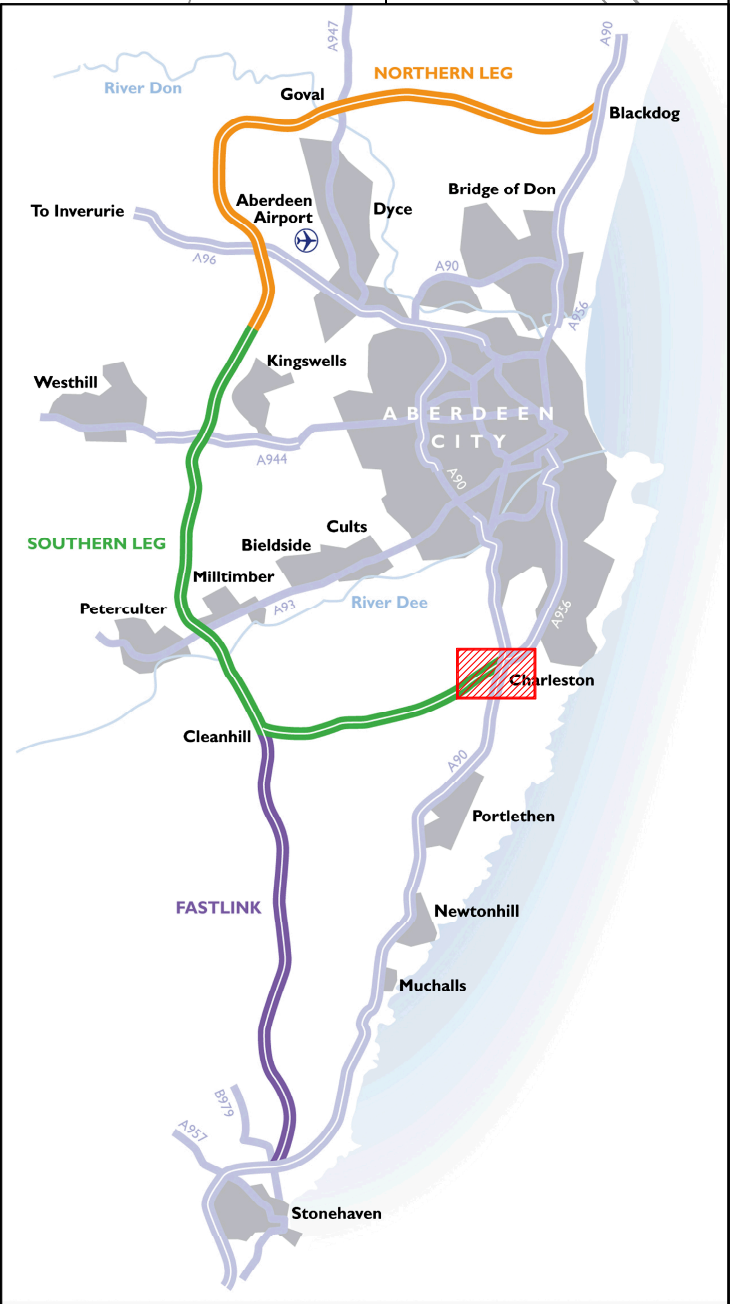 A947
A90
NORTHERN LEG
River Don
Goval
Blackdog
Bridge of Don
Aberdeen
Airport
To Inverurie
Dyce
A96
A90
A956
Kingswells
Westhill
ABERDEEN
CITY
A944
A90
SOUTHERN LEG
Cults
Bieldside
Milltimber
Peterculter
A93
River Dee
A956
Charleston
Cleanhill
A90
Portlethen
FASTLINK
Newtonhill
Muchalls
B979
A957
Stonehaven